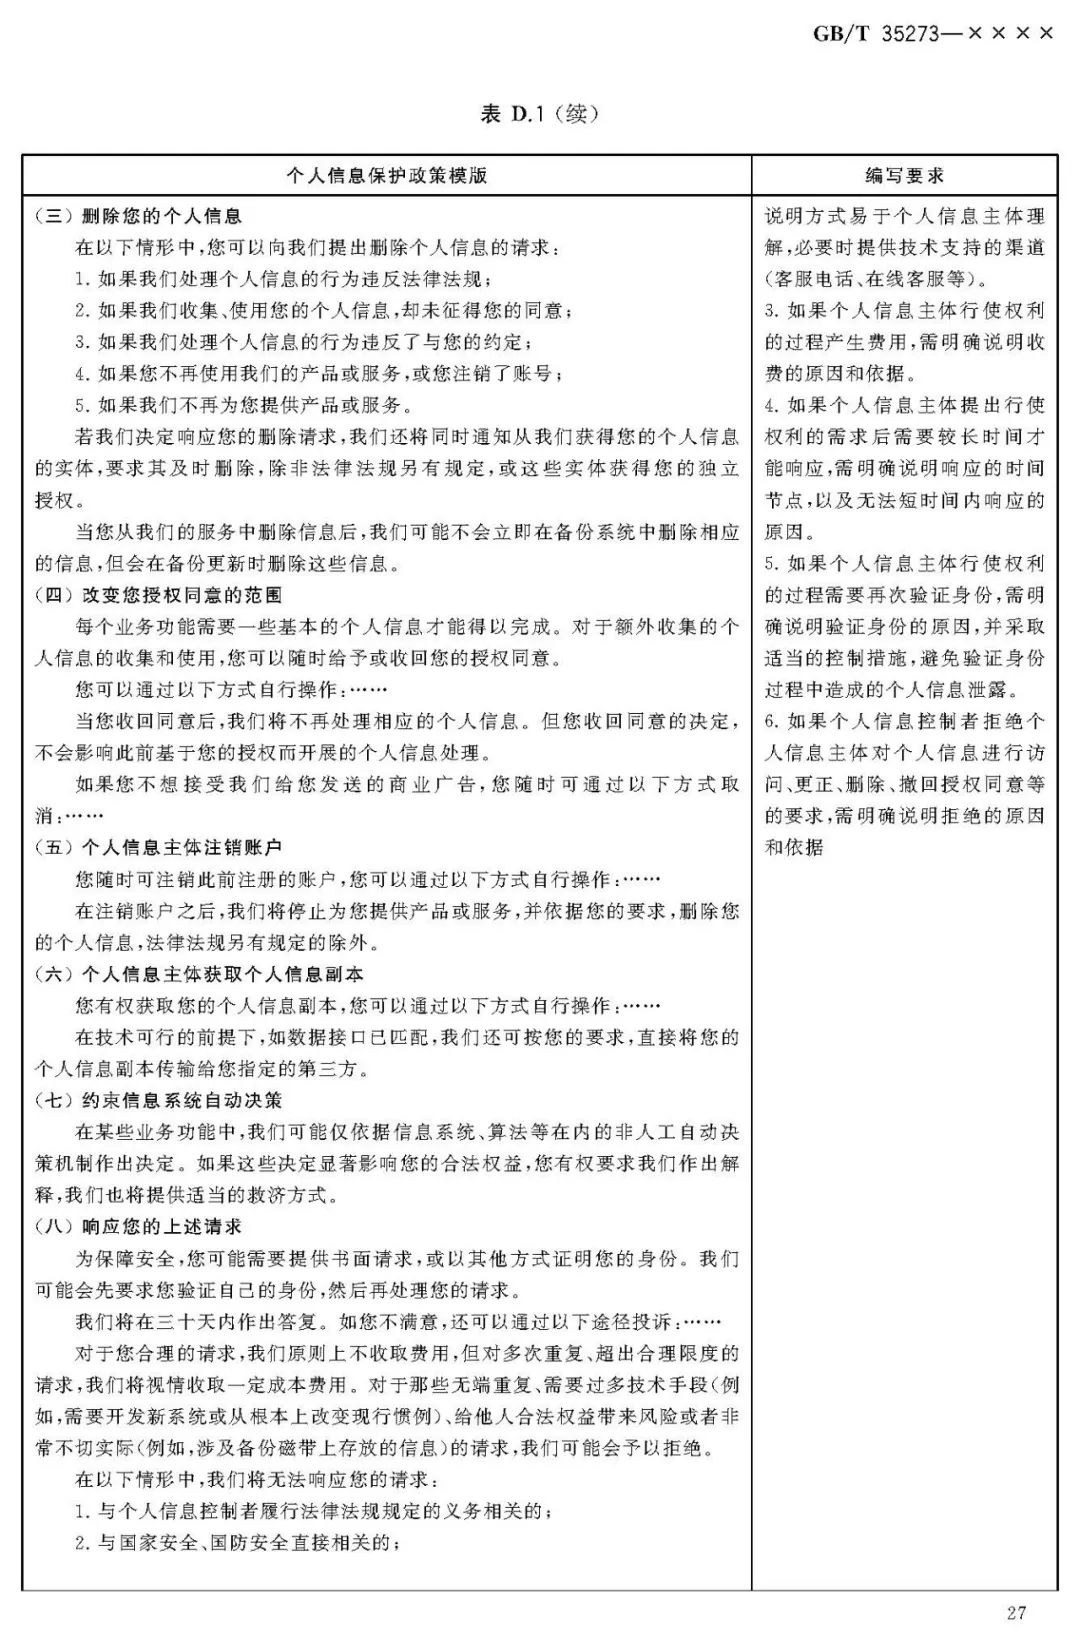 GB/T 35273—××××
表 D.1（续）
个人信息保护政策模版
编写要求
（三）删除您的个人信息
在以下情形中，您可以向我们提出删除个人信息的请求：
1. 如果我们处理个人信息的行为违反法律法规；
2. 如果我们收集、使用您的个人信息，却未征得您的同意；
3. 如果我们处理个人信息的行为违反了与您的约定；
4. 如果您不再使用我们的产品或服务，或您注销了账号；
5. 如果我们不再为您提供产品或服务。
若我们决定响应您的删除请求，我们还将同时通知从我们获得您的个人信息
的实体，要求其及时删除，除非法律法规另有规定，或这些实体获得您的独立
授权。
当您从我们的服务中删除信息后，我们可能不会立即在备份系统中删除相应
的信息，但会在备份更新时删除这些信息。
（四）改变您授权同意的范围
每个业务功能需要一些基本的个人信息才能得以完成。对于额外收集的个
人信息的收集和使用，您可以随时给予或收回您的授权同意。
您可以通过以下方式自行操作：……
当您收回同意后，我们将不再处理相应的个人信息。但您收回同意的决定，
不会影响此前基于您的授权而开展的个人信息处理。
如果您不想接受我们给您发送的商业广告，您随时可通过以下方式取
消：……
（五）个人信息主体注销账户
您随时可注销此前注册的账户，您可以通过以下方式自行操作：……
在注销账户之后，我们将停止为您提供产品或服务，并依据您的要求，删除您
的个人信息，法律法规另有规定的除外。
（六）个人信息主体获取个人信息副本
您有权获取您的个人信息副本，您可以通过以下方式自行操作：……
在技术可行的前提下，如数据接口已匹配，我们还可按您的要求，直接将您的
个人信息副本传输给您指定的第三方。
（七）约束信息系统自动决策
在某些业务功能中，我们可能仅依据信息系统、算法等在内的非人工自动决
策机制作出决定。如果这些决定显著影响您的合法权益，您有权要求我们作出解
释，我们也将提供适当的救济方式。
（八）响应您的上述请求
为保障安全，您可能需要提供书面请求，或以其他方式证明您的身份。我们
可能会先要求您验证自己的身份，然后再处理您的请求。
我们将在三十天内作出答复。如您不满意，还可以通过以下途径投诉：……
对于您合理的请求，我们原则上不收取费用，但对多次重复、超出合理限度的
请求，我们将视情收取一定成本费用。对于那些无端重复、需要过多技术手段（例
如，需要开发新系统或从根本上改变现行惯例）、给他人合法权益带来风险或者非
常不切实际（例如，涉及备份磁带上存放的信息）的请求，我们可能会予以拒绝。
在以下情形中，我们将无法响应您的请求：
1. 与个人信息控制者履行法律法规规定的义务相关的；
2. 与国家安全、国防安全直接相关的；
说明方式易于个人信息主体理
解，必要时提供技术支持的渠道
（客服电话、在线客服等）。
3. 如果个人信息主体行使权利
的过程产生费用，需明确说明收
费的原因和依据。
4. 如果个人信息主体提出行使
权利的需求后需要较长时间才
能响应，需明确说明响应的时间
节点，以及无法短时间内响应的
原因。
5. 如果个人信息主体行使权利
的过程需要再次验证身份，需明
确说明验证身份的原因，并采取
适当的控制措施，避免验证身份
过程中造成的个人信息泄露。
6. 如果个人信息控制者拒绝个
人信息主体对个人信息进行访
问、更正、删除、撤回授权同意等
的要求，需明确说明拒绝的原因
和依据
27